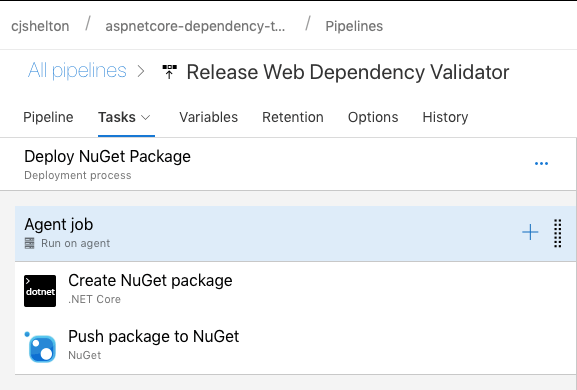 cjshelton / aspnetcore-dependency-t... / Pipelines
All pipelines > Release Web Dependency Validator
Pipeline Tasks Variables Retention Options History
Deploy NuGet Package
...
Deployment process
Agent job
Run on agent
Create NuGet package
>
dotnet
.NET Core
Push package to NuGet
NuGet